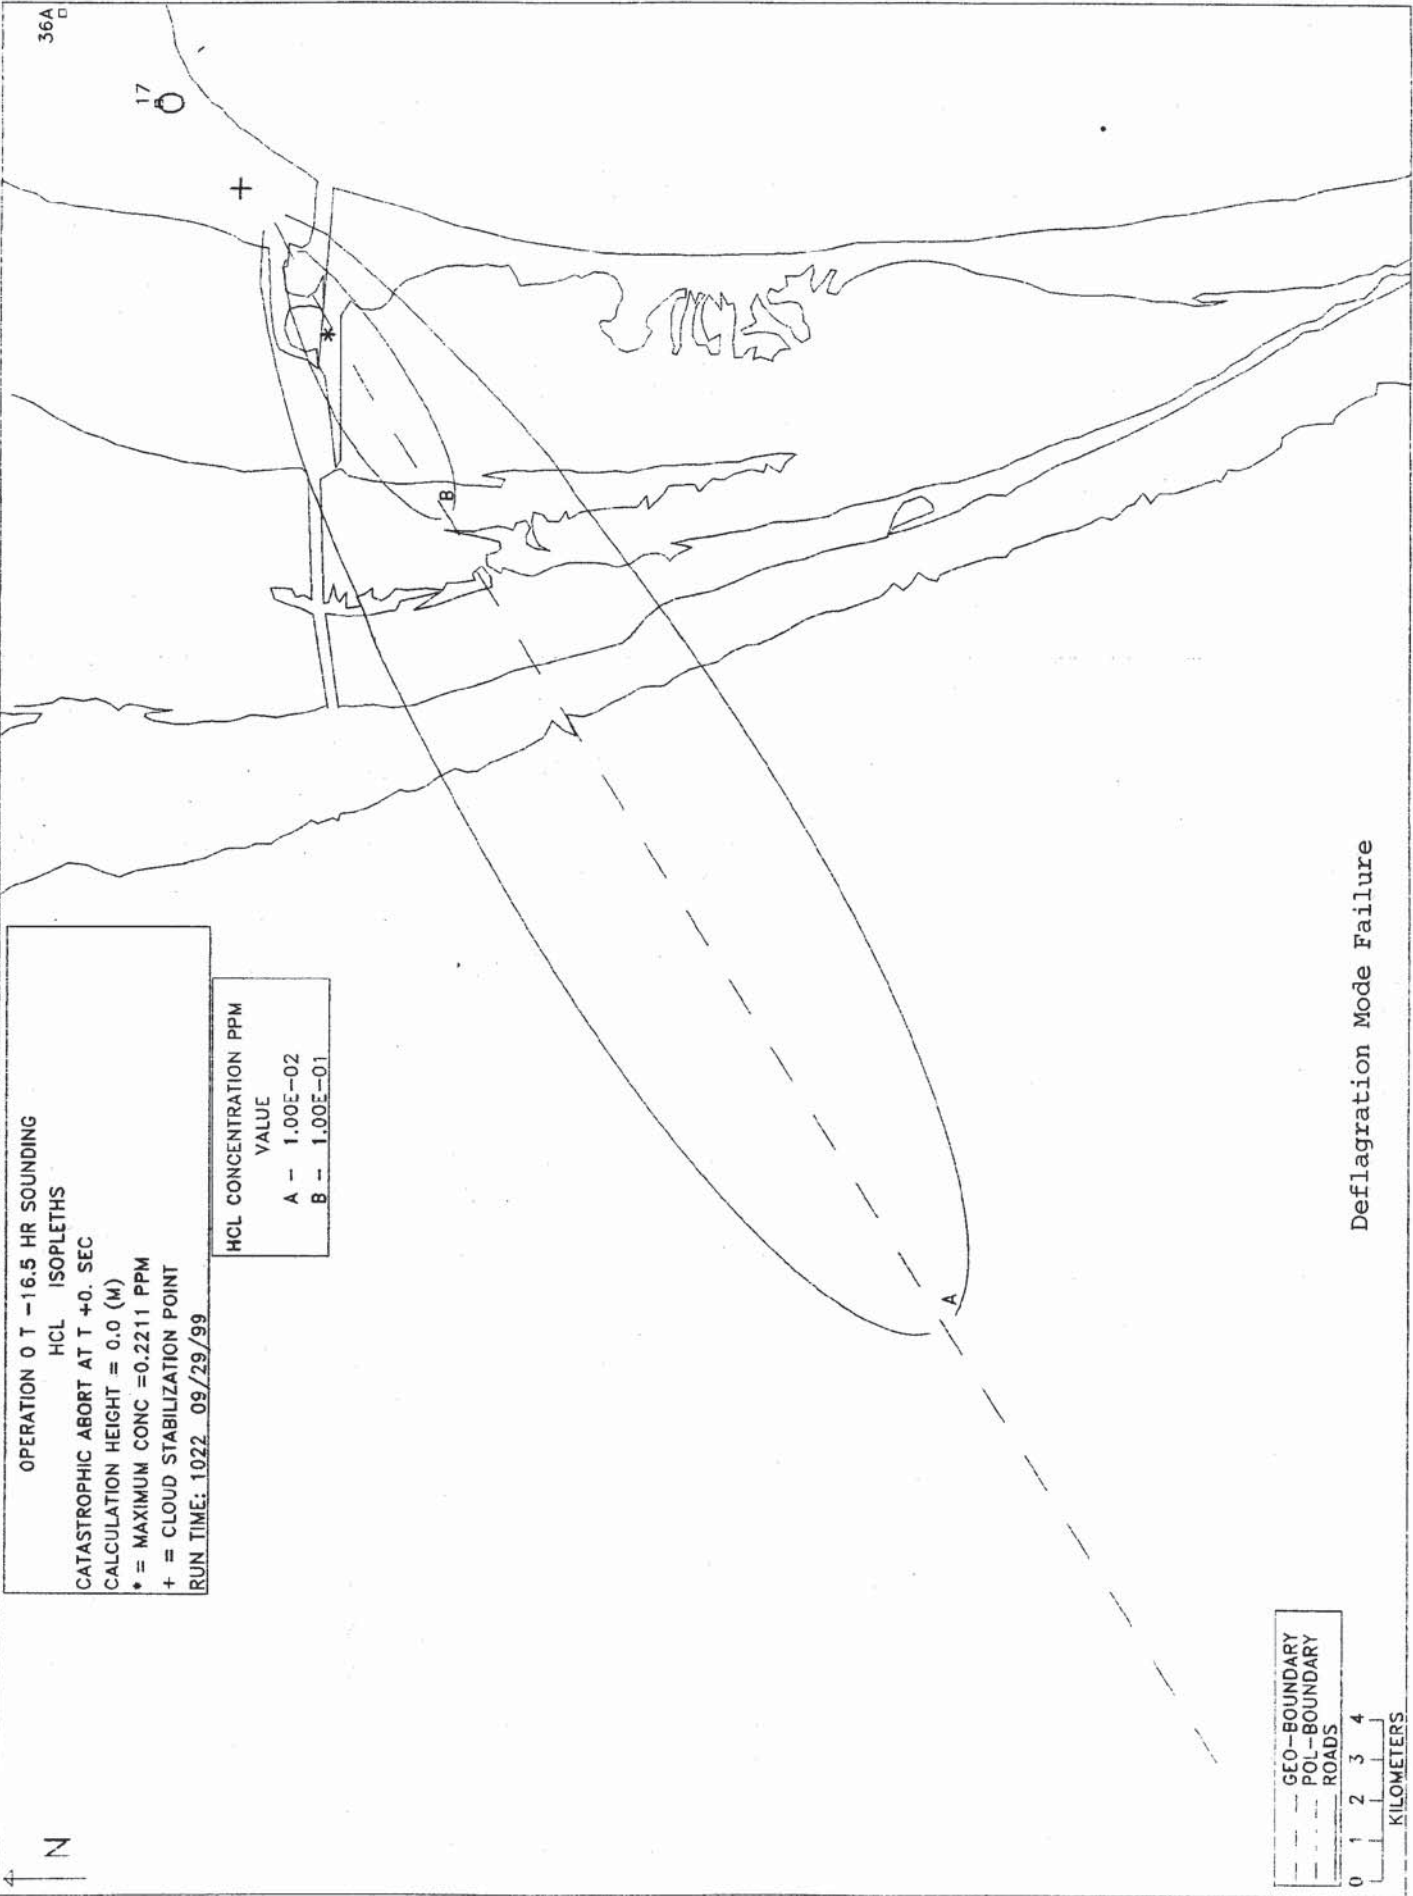 N
OPERATION 0 T -16.5 HR SOUNDING
HCL ISOPLETHS
CATASTROPHIC ABORT AT T +0. SEC
CALCULATION HEIGHT = 0.0 (M)
* = MAXIMUM CONC =0.2211 PPM
+ = CLOUD STABILIZATION POINT
RUN TIME: 1022 09/29/99
HCL CONCENTRATION PPM
VALUE
A - 1.00E-02
B - 1.00E-01
36A
17
+
*
B
A
GEO-BOUNDARY
POL-BOUNDARY
ROADS
0 1 2 3 4
KILOMETERS
Deflagration Mode Failure